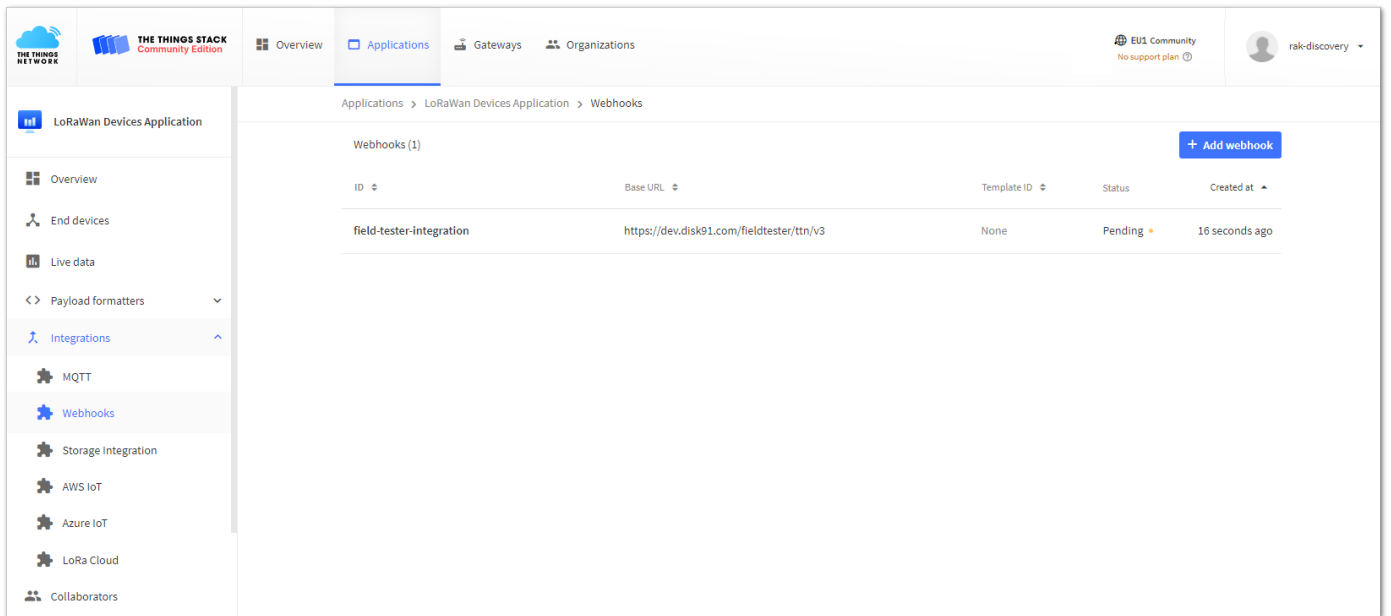 THE THINGS
NETWORK
THE THINGS STACK
Community Edition
Overview
Applications
Gateways
Organizations
EU1 Community
No support plan
rak-discovery
LoRaWan Devices Application
Overview
End devices
Live data
Payload formatters
Integrations
MQTT
Webhooks
Storage Integration
AWS IoT
Azure IoT
LoRa Cloud
Collaborators
Applications > LoRaWan Devices Application > Webhooks
Webhooks (1)
+ Add webhook
ID Base URL Template ID Status Created at
field-tester-integration https://dev.disk91.com/fieldtester/ttn/v3 None Pending 16 seconds ago